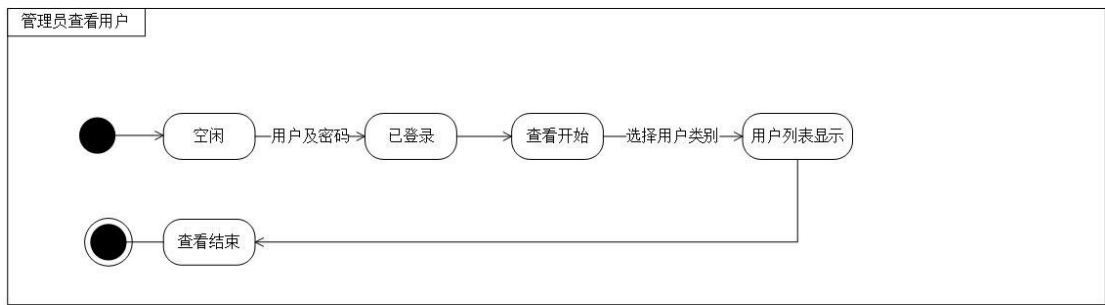 管理员查看用户
空闲
用户及密码
已登录
查看开始
选择用户类别
用户列表显示
查看结束